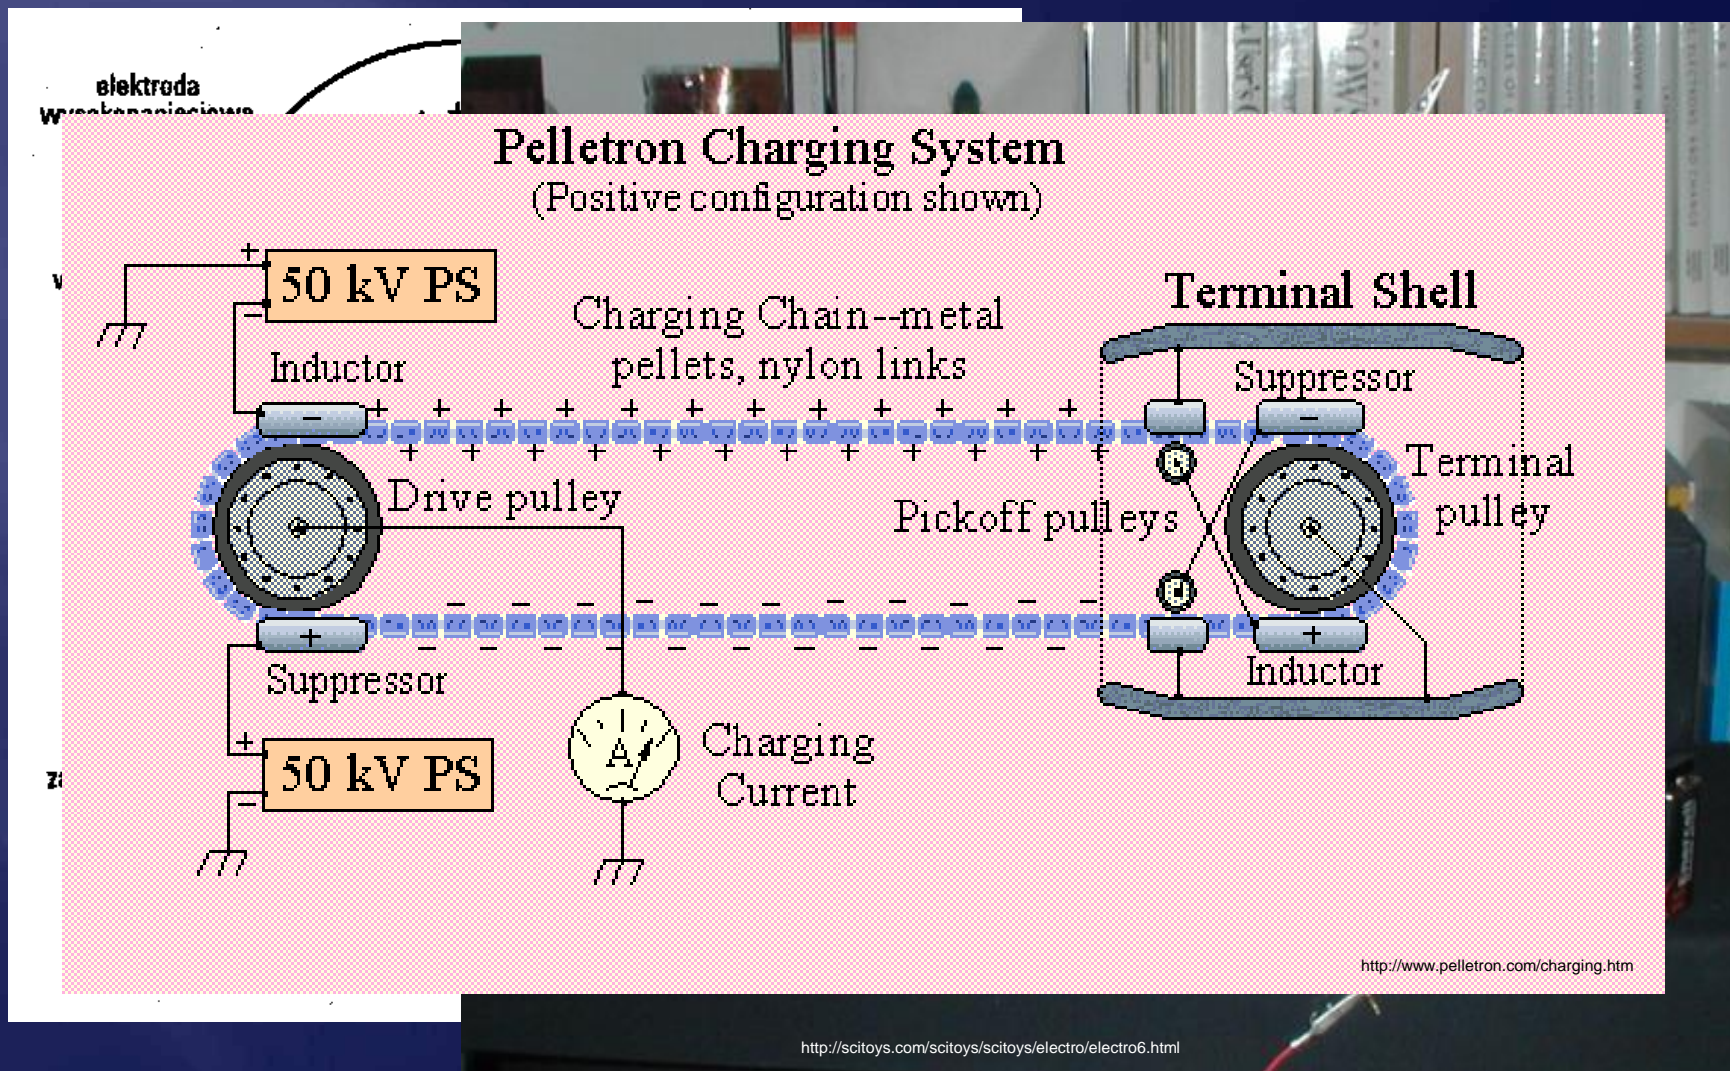 elektroda
Pelletron Charging System
(Positive configuration shown)
+
50 kV PS
−
Terminal Shell
Charging Chain--metal
pellets, nylon links
Inductor
Suppressor
−
−
+ + + + + + + + + + + +
+ + + + + + + + + + + +
Terminal
pulley
Drive pulley
Pickoff pulleys
− − − − − − − − − − −
+
+
− − − − − − − − − − −
Inductor
Suppressor
+
50 kV PS
−
A
Charging
Current
http://www.pelletron.com/charging.htm
http://scitoys.com/scitoys/scitoys/electro/electro6.html